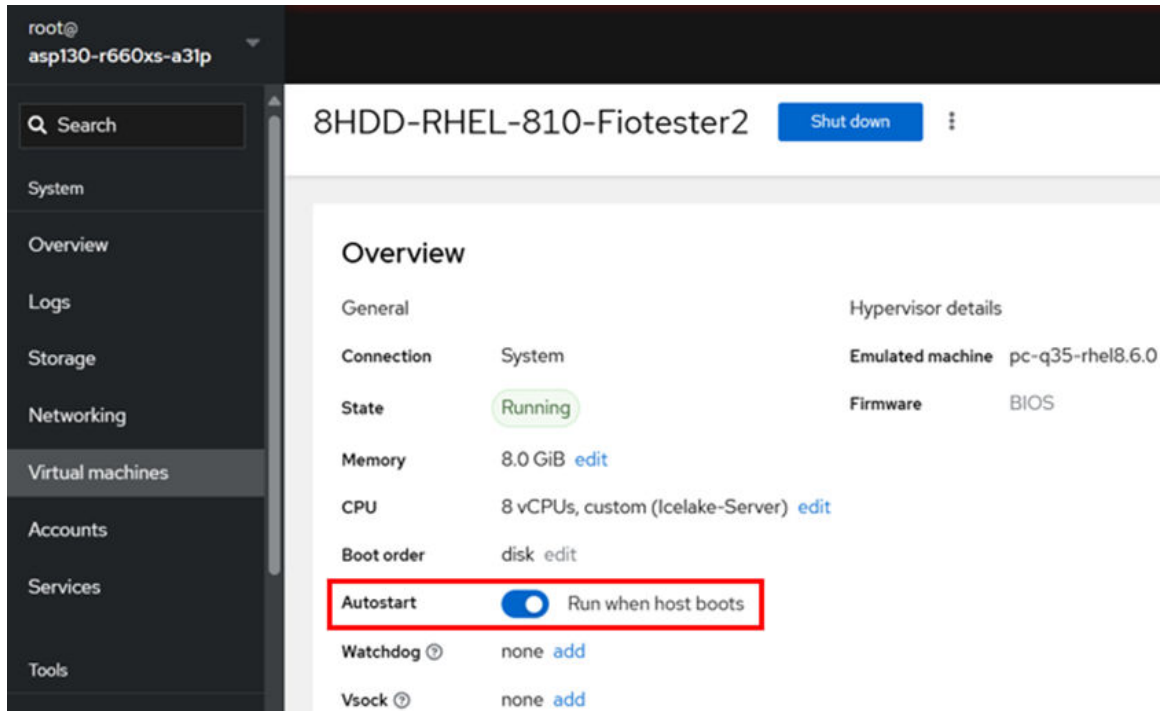 root@
asp130-r660xs-a31p
Search
System
Overview
Logs
Storage
Networking
Virtual machines
Accounts
Services
Tools
8HDD-RHEL-810-Fiotester2 Shut down
Overview
General Hypervisor details
Connection System Emulated machine pc-q35-rhel8.6.0
State Running Firmware BIOS
Memory 8.0 GiB edit
CPU 8 vCPUs, custom (Icelake-Server) edit
Boot order disk edit
Autostart Run when host boots
Watchdog none add
Vsock none add